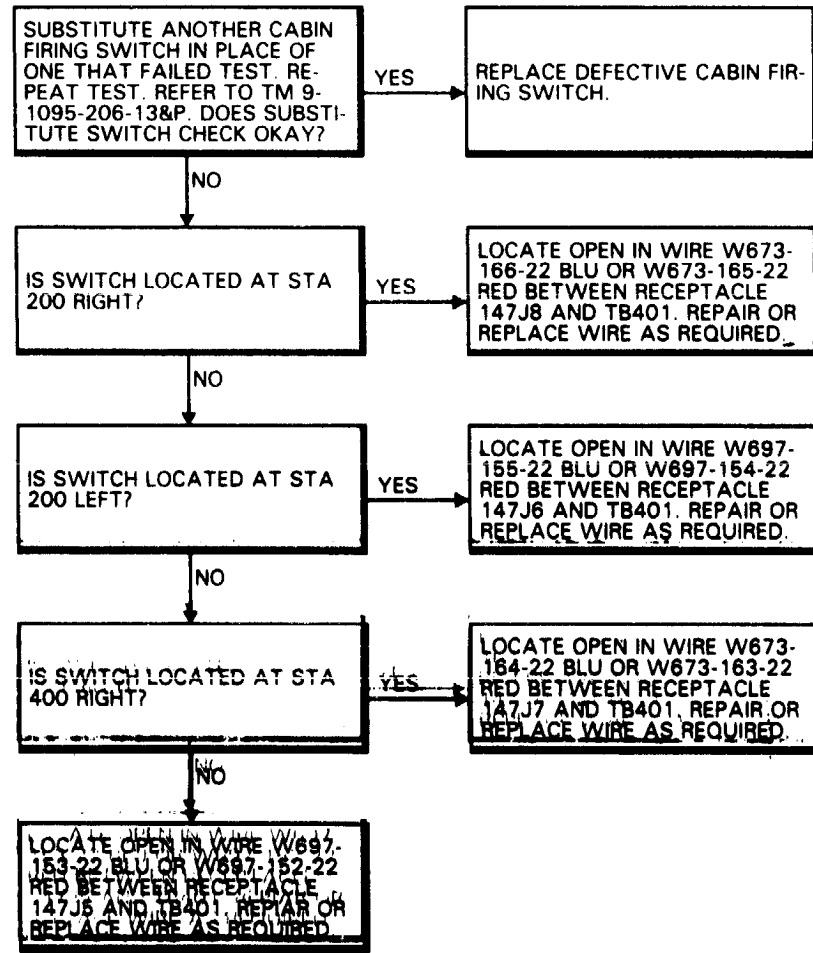 SUBSTITUTE ANOTHER CABIN
FIRING SWITCH IN PLACE OF
ONE THAT FAILED TEST. RE-
PEAT TEST. REFER TO TM 9-
1095-206-13&P. DOES SUBSTI-
TUTE SWITCH CHECK OKAY?
YES
REPLACE DEFECTIVE CABIN FIR-
ING SWITCH.
NO
IS SWITCH LOCATED AT STA
200 RIGHT?
YES
LOCATE OPEN IN WIRE W673-
166-22 BLU OR W673-165-22
RED BETWEEN RECEPTACLE
147J8 AND TB401. REPAIR OR
REPLACE WIRE AS REQUIRED.
NO
IS SWITCH LOCATED AT STA
200 LEFT?
YES
LOCATE OPEN IN WIRE W697-
155-22 BLU OR W697-154-22
RED BETWEEN RECEPTACLE
147J6 AND TB401. REPAIR OR
REPLACE WIRE AS REQUIRED.
NO
IS SWITCH LOCATED AT STA
400 RIGHT?
YES
LOCATE OPEN IN WIRE W673-
164-22 BLU OR W673-163-22
RED BETWEEN RECEPTACLE
147J7 AND TB401. REPAIR OR
REPLACE WIRE AS REQUIRED.
NO
LOCATE OPEN IN WIRE W697-
153-22 BLU OR W697-152-22
RED BETWEEN RECEPTACLE
147J5 AND TB401. REPIAR OR
REPLACE WIRE AS REQUIRED.